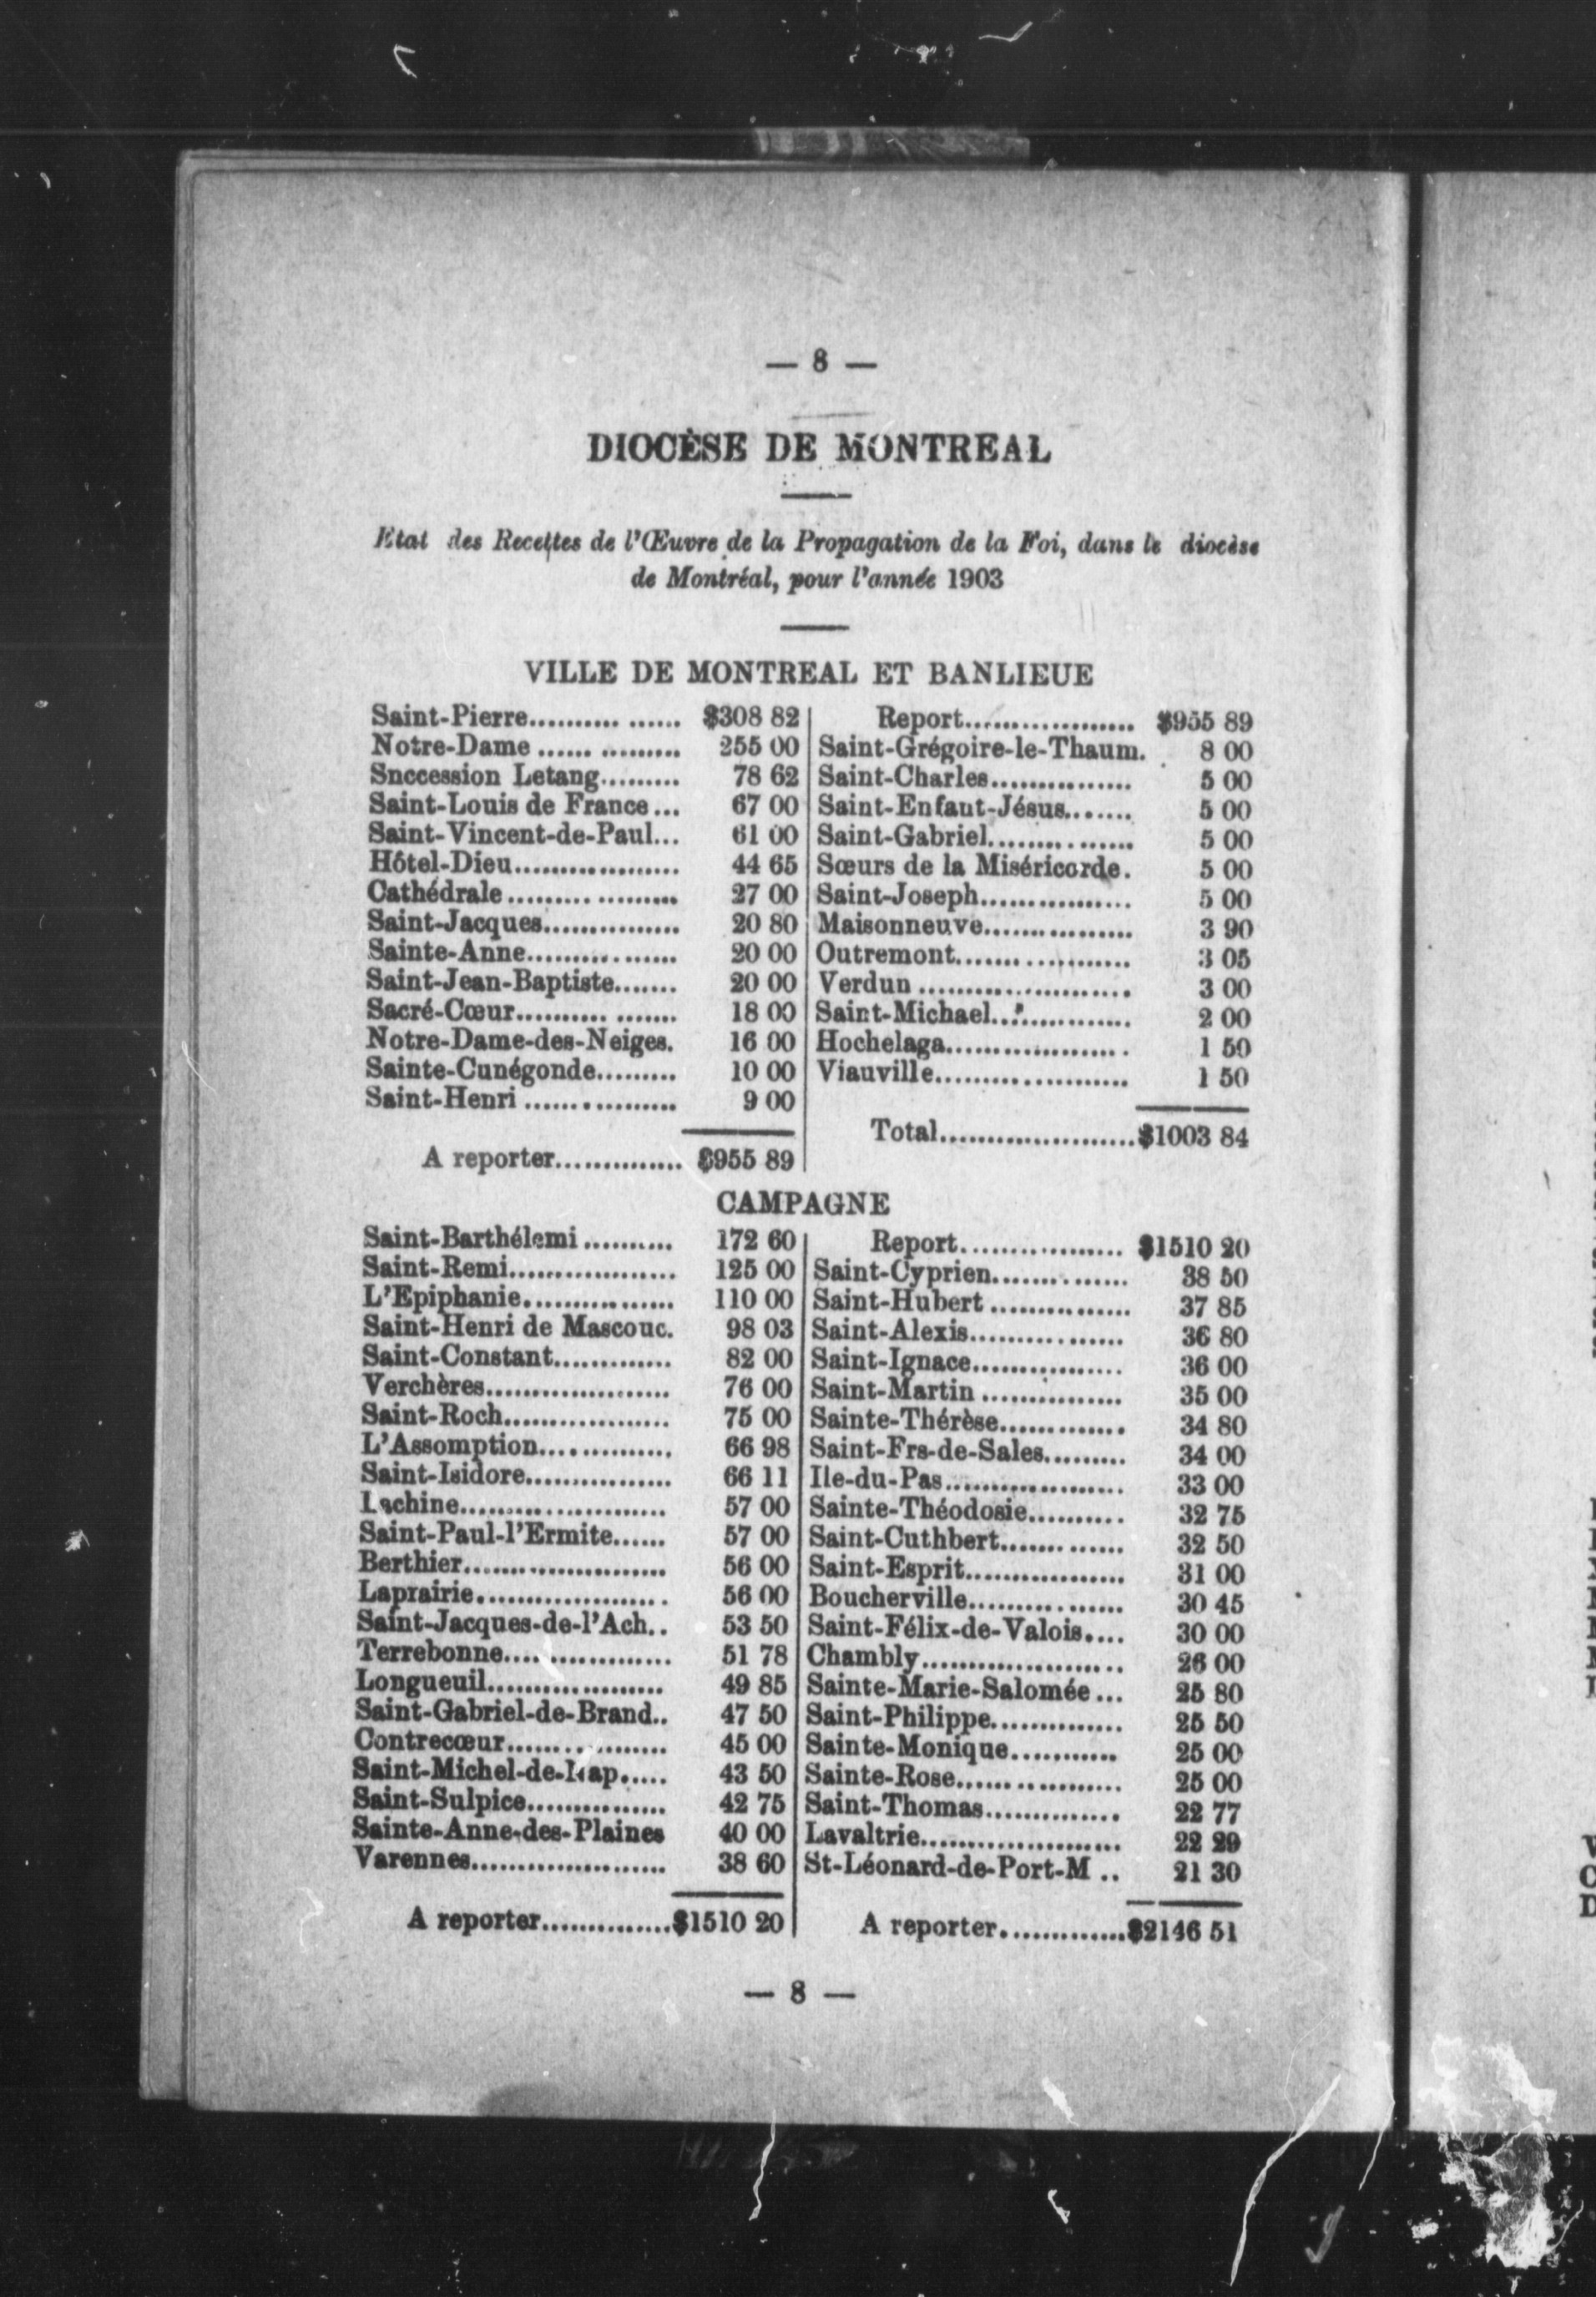 — 8 —
DIOCÈSE DE MONTREAL
Etat des Recettes de l'Œuvre de la Propagation de la Foi, dans le diocèse
de Montréal, pour l'année 1903
VILLE DE MONTREAL ET BANLIEUE
Saint-Pierre................ $308 82
Notre-Dame ............... 255 00
Snccession Letang......... 78 62
Saint-Louis de France... 67 00
Saint-Vincent-de-Paul... 61 00
Hôtel-Dieu.................. 44 65
Cathédrale .................. 27 00
Saint-Jacques............... 20 80
Sainte-Anne................ 20 00
Saint-Jean-Baptiste....... 20 00
Sacré-Cœur................. 18 00
Notre-Dame-des-Neiges. 16 00
Sainte-Cunégonde......... 10 00
Saint-Henri ................ 9 00
A reporter.............. $955 89
Report................... $955 89
Saint-Grégoire-le-Thaum. 8 00
Saint-Charles............... 5 00
Saint-Enfaut-Jésus....... 5 00
Saint-Gabriel............... 5 00
Sœurs de la Miséricorde. 5 00
Saint-Joseph................ 5 00
Maisonneuve................ 3 90
Outremont................... 3 05
Verdun ....................... 3 00
Saint-Michael............... 2 00
Hochelaga.................... 1 50
Viauville..................... 1 50
Total......................$1003 84
CAMPAGNE
Saint-Barthélemi .......... 172 60
Saint-Remi.................. 125 00
L'Epiphanie................ 110 00
Saint-Henri de Mascouc. 98 03
Saint-Constant............. 82 00
Verchères.................... 76 00
Saint-Roch.................. 75 00
L'Assomption.............. 66 98
Saint-Isidore................ 66 11
Lachine...................... 57 00
Saint-Paul-l'Ermite...... 57 00
Berthier...................... 56 00
Laprairie..................... 56 00
Saint-Jacques-de-l'Ach.. 53 50
Terrebonne.................. 51 78
Longueuil................... 49 85
Saint-Gabriel-de-Brand.. 47 50
Contrecœur................. 45 00
Saint-Michel-de-Nap..... 43 50
Saint-Sulpice............... 42 75
Sainte-Anne-des-Plaines 40 00
Varennes..................... 38 60
A reporter..............$1510 20
Report.................. $1510 20
Saint-Cyprien.............. 38 50
Saint-Hubert ............... 37 85
Saint-Alexis................ 36 80
Saint-Ignace................ 36 00
Saint-Martin ............... 35 00
Sainte-Thérèse............. 34 80
Saint-Frs-de-Sales......... 34 00
Ile-du-Pas................... 33 00
Sainte-Théodosie.......... 32 75
Saint-Cuthbert............. 32 50
Saint-Esprit................. 31 00
Boucherville................ 30 45
Saint-Félix-de-Valois.... 30 00
Chambly...................... 26 00
Sainte-Marie-Salomée... 25 80
Saint-Philippe.............. 25 50
Sainte-Monique........... 25 00
Sainte-Rose.................. 25 00
Saint-Thomas.............. 22 77
Lavaltrie...................... 22 29
St-Léonard-de-Port-M .. 21 30
A reporter..............$2146 51
— 8 —